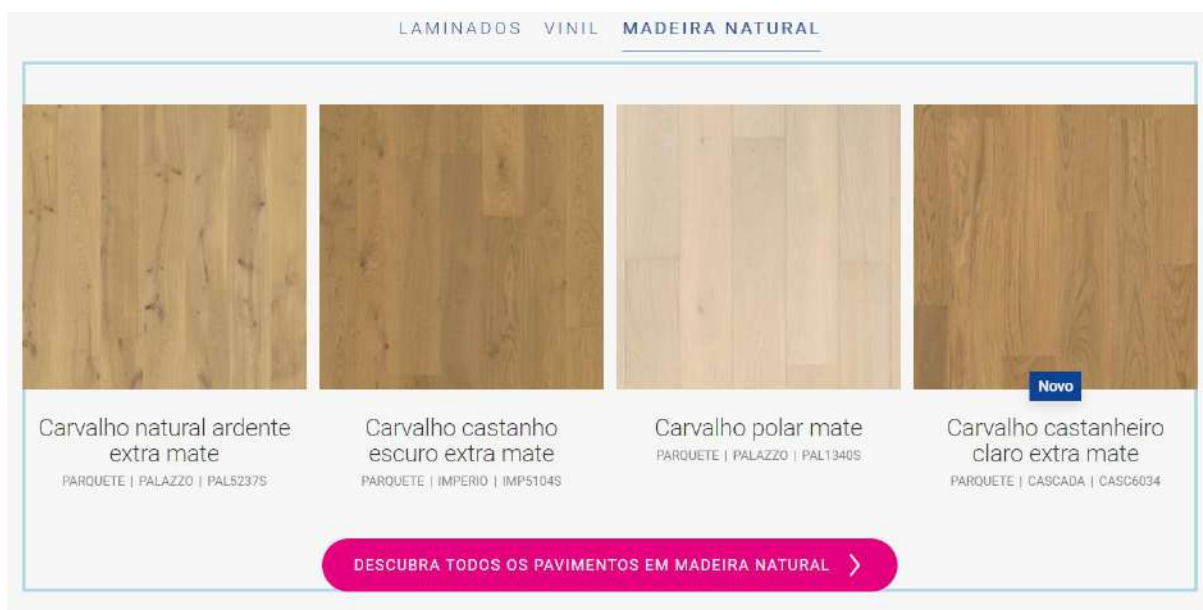 LAMINADOS VINIL MADEIRA NATURAL
Novo
Carvalho natural ardente
extra mate
PARQUETE | PALAZZO | PAL5237S
Carvalho castanho
escuro extra mate
PARQUETE | IMPERIO | IMP5104S
Carvalho polar mate
PARQUETE | PALAZZO | PAL1340S
Carvalho castanheiro
claro extra mate
PARQUETE | CASCADA | CASC6034
DESCUBRA TODOS OS PAVIMENTOS EM MADEIRA NATURAL